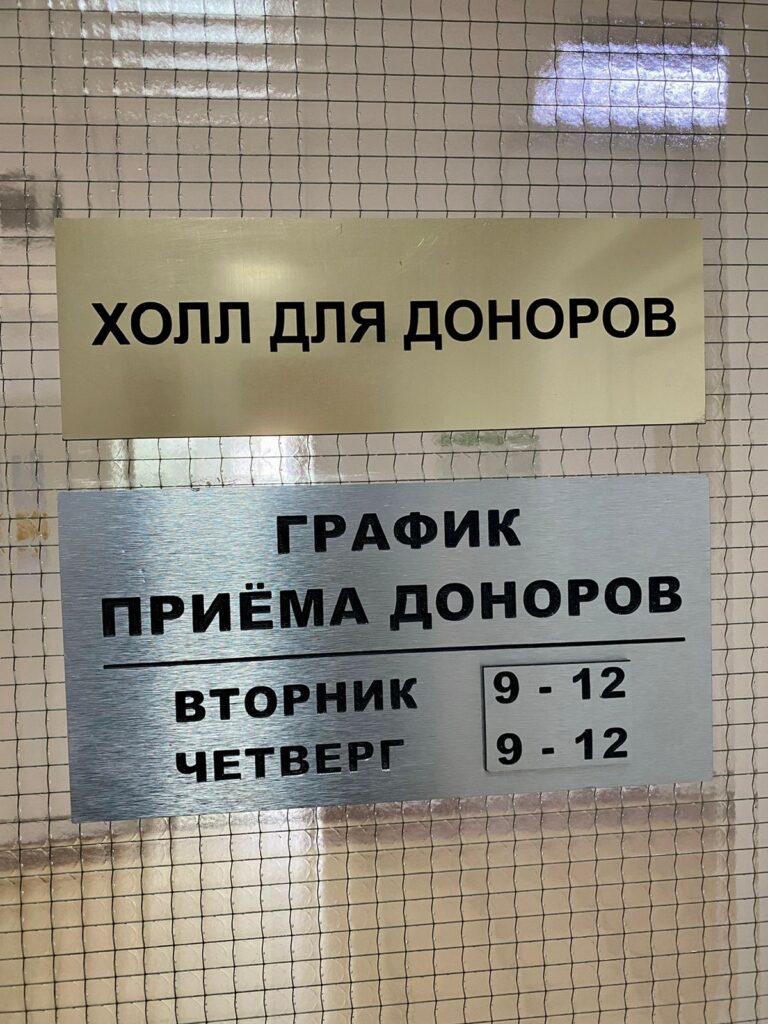 ХОЛЛ ДЛЯ ДОНОРОВ
ГРАФИК
ПРИЁМА ДОНОРОВ
ВТОРНИК 9 - 12
ЧЕТВЕРГ 9 - 12